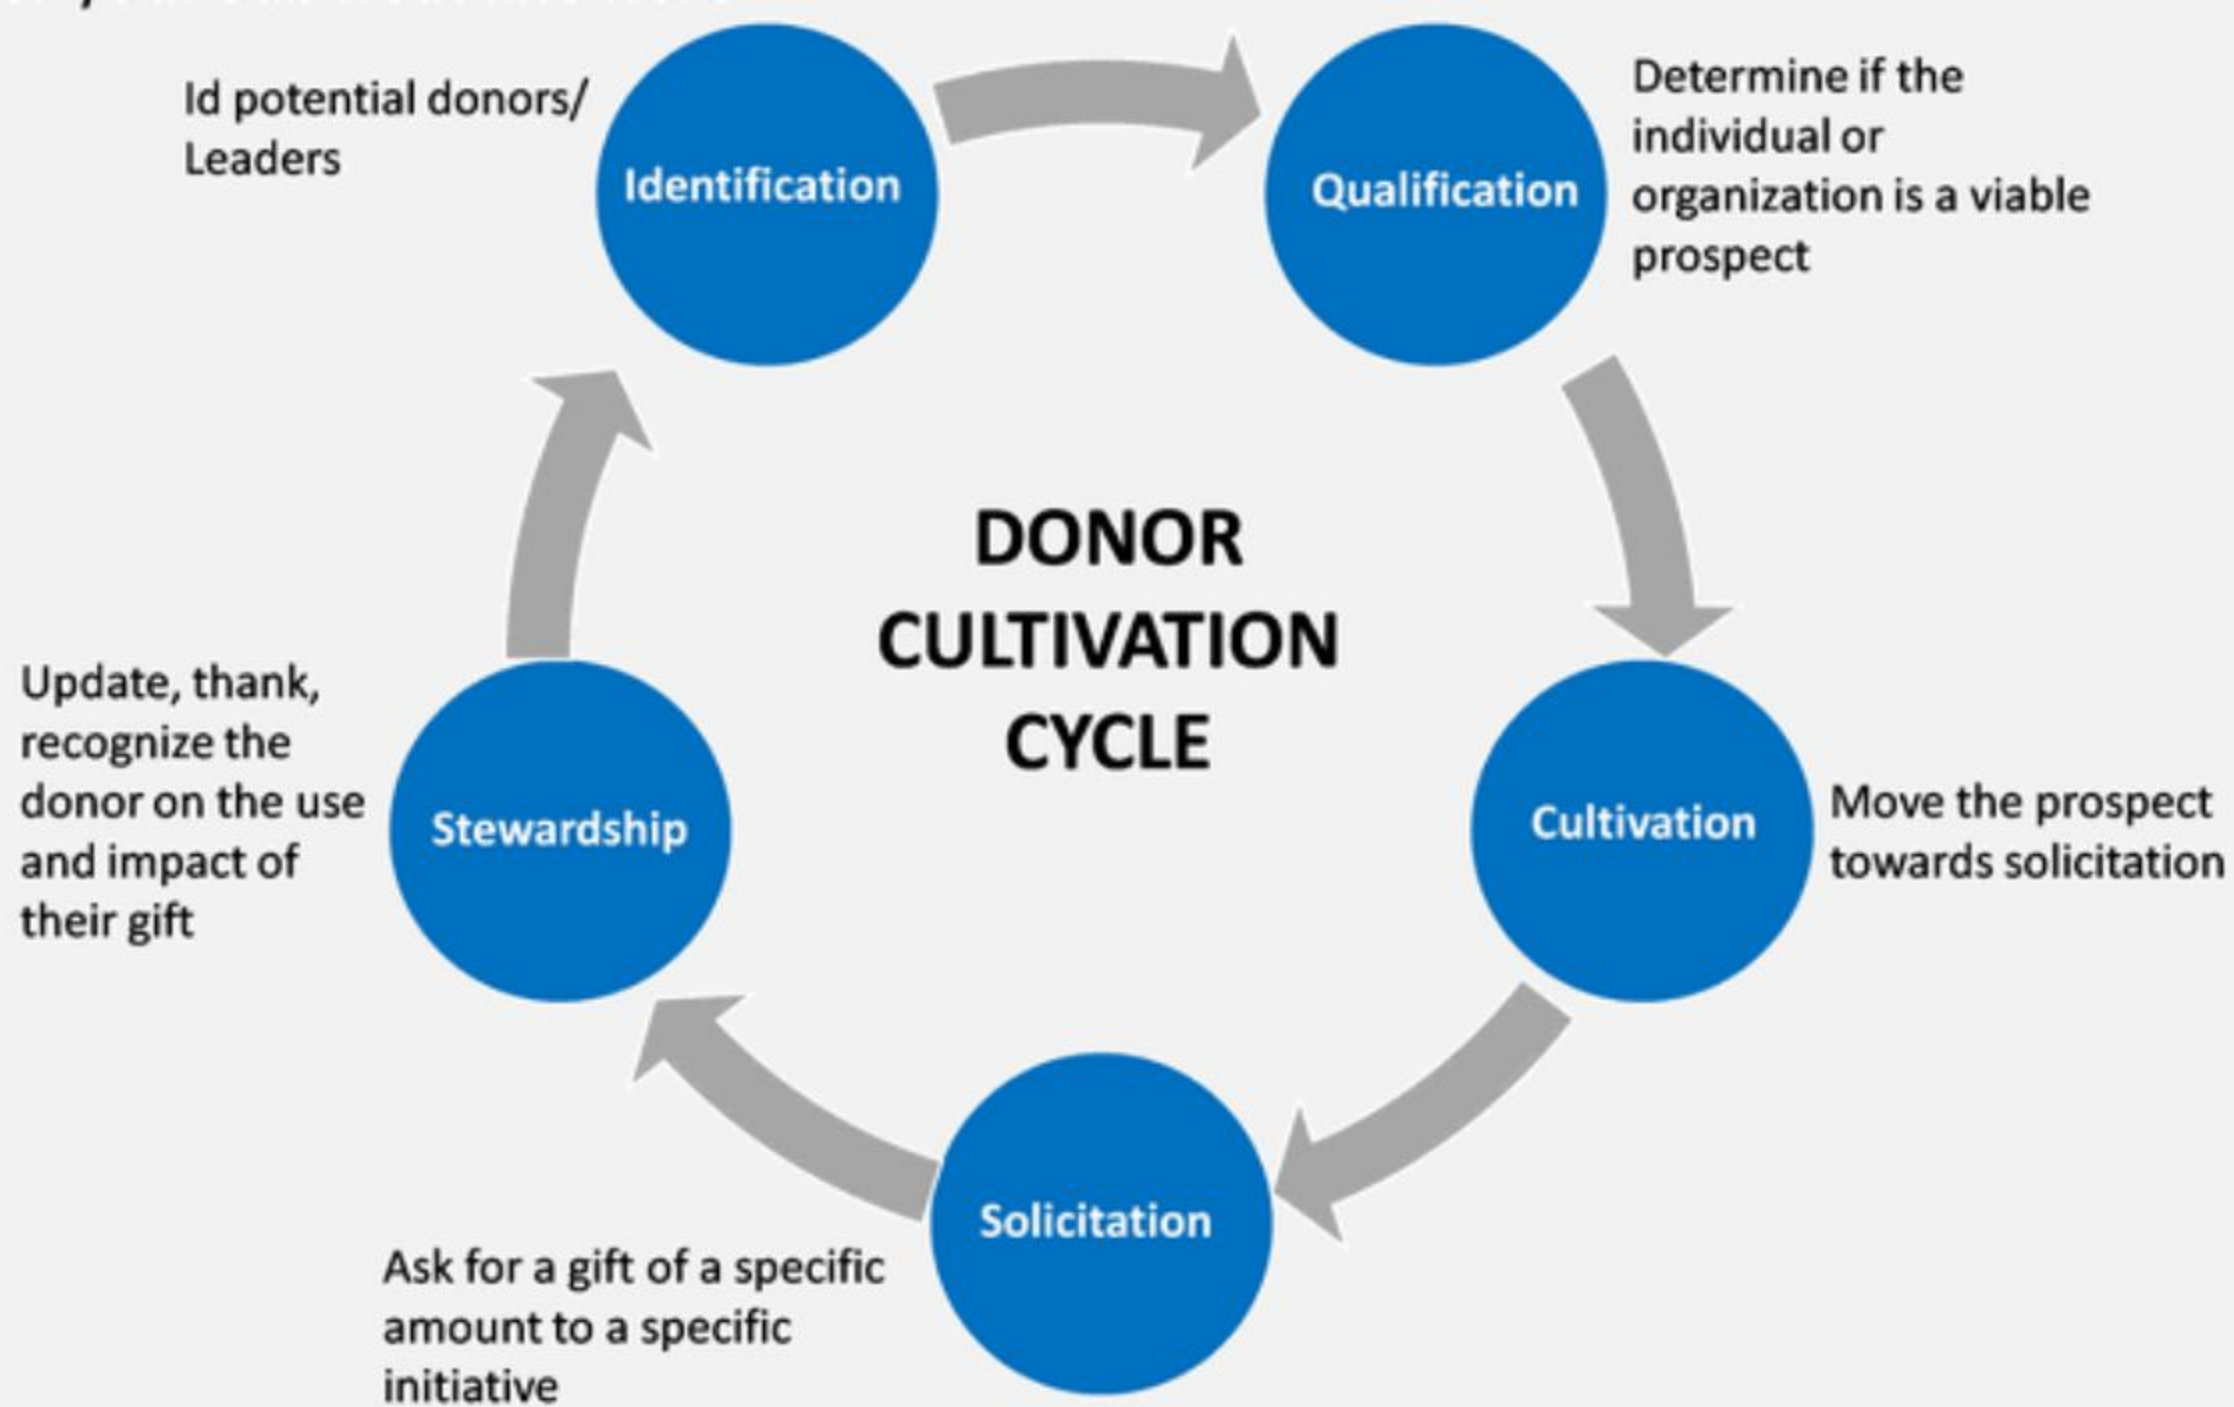 Id potential donors/
Leaders
Identification
Qualification
Determine if the
individual or
organization is a viable
prospect
DONOR
CULTIVATION
CYCLE
Cultivation
Move the prospect
towards solicitation
Solicitation
Ask for a gift of a specific
amount to a specific
initiative
Stewardship
Update, thank,
recognize the
donor on the use
and impact of
their gift